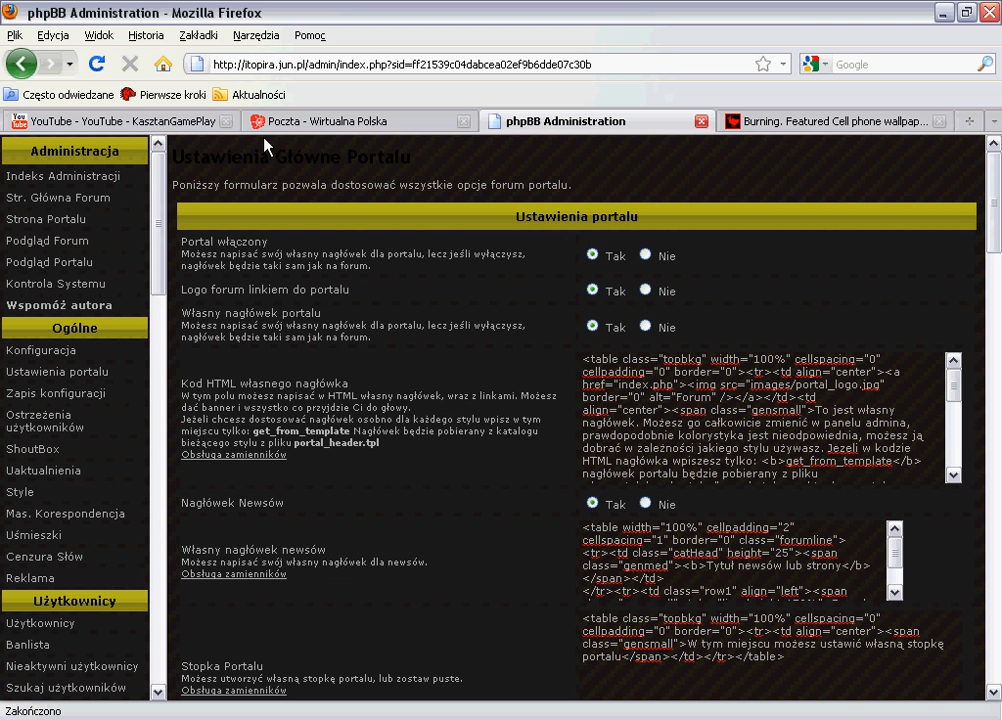 phpBB Administration - Mozilla Firefox
Plik Edycja Widok Historia Zakładki Narzędzia Pomoc
http://itopira.jun.pl/admin/index.php?sid=ff21539c04dabcea02ef9b6dde07c30b
Google
Często odwiedzane Pierwsze kroki Aktualności
YouTube - YouTube - KasztanGamePlay
Poczta - Wirtualna Polska
phpBB Administration
Burning, Featured Cell phone wallpap...
Administracja
Indeks Administracji
Str. Główna Forum
Strona Portalu
Podgląd Forum
Podgląd Portalu
Kontrola Systemu
Wspomóż autora
Ogólne
Konfiguracja
Ustawienia portalu
Zapis konfiguracji
Ostrzeżenia
użytkowników
ShoutBox
Uaktualnienia
Style
Mas. Korespondencja
Uśmieszki
Cenzura Słów
Reklama
Użytkownicy
Użytkownicy
Banlista
Nieaktywni użytkownicy
Szukaj użytkowników
Ustawienia Główne Portalu
Poniższy formularz pozwala dostosować wszystkie opcje forum portalu.
Ustawienia portalu
Portal włączony
Możesz napisać swój własny nagłówek dla portalu, lecz jeśli wyłączysz,
nagłówek będzie taki sam jak na forum.
Tak Nie
Logo forum linkiem do portalu
Tak Nie
Własny nagłówek portalu
Możesz napisać swój własny nagłówek dla portalu, lecz jeśli wyłączysz,
nagłówek będzie taki sam jak na forum.
Tak Nie
Kod HTML własnego nagłówka
W tym polu możesz napisać w HTML własny nagłówek, wraz z linkami. Możesz
dać banner i wszystko co przyjdzie Ci do głowy.
Jeżeli chcesz dostosować nagłówek osobno dla każdego stylu wpisz w tym
miejscu tylko: get_from_template Nagłówek będzie pobierany z katalogu
bieżącego stylu z pliku portal_header.tpl
Obsługa zamienników
<table class="topbkg" width="100%" cellspacing="0"
cellpadding="0" border="0"><tr><td align="center"><a
href="index.php"><img src="images/portal_logo.jpg"
border="0" alt="Forum" /></a></td><td
align="center"><span class="gensmall">To jest własny
nagłówek. Możesz go całkowicie zmienić w panelu admina,
prawdopodobnie kolorystyka jest nieodpowiednia, możesz ją
dobrać w zależności jakiego stylu używasz. Jeżeli w kodzie
HTML nagłówka wpiszesz tylko: <b>get_from_template</b>
nagłówek portalu będzie pobierany z pliku
Nagłówek Newsów
Tak Nie
Własny nagłówek newsów
Możesz napisać swój własny nagłówek dla newsów.
Obsługa zamienników
<table width="100%" cellpadding="2"
cellspacing="1" border="0" class="forumline">
<tr><td class="catHead" height="25"><span
class="genmed"><b>Tytuł newsów lub strony</b>
</span></td>
</tr><tr><td class="row1" align="left"><span
Stopka Portalu
Możesz utworzyć własną stopkę portalu, lub zostaw puste.
Obsługa zamienników
<table class="topbkg" width="100%" cellspacing="0"
cellpadding="0" border="0"><tr><td align="center"><span
class="gensmall">W tym miejscu możesz ustawić własną stopkę
portalu</span></td></tr></table>
Zakończono